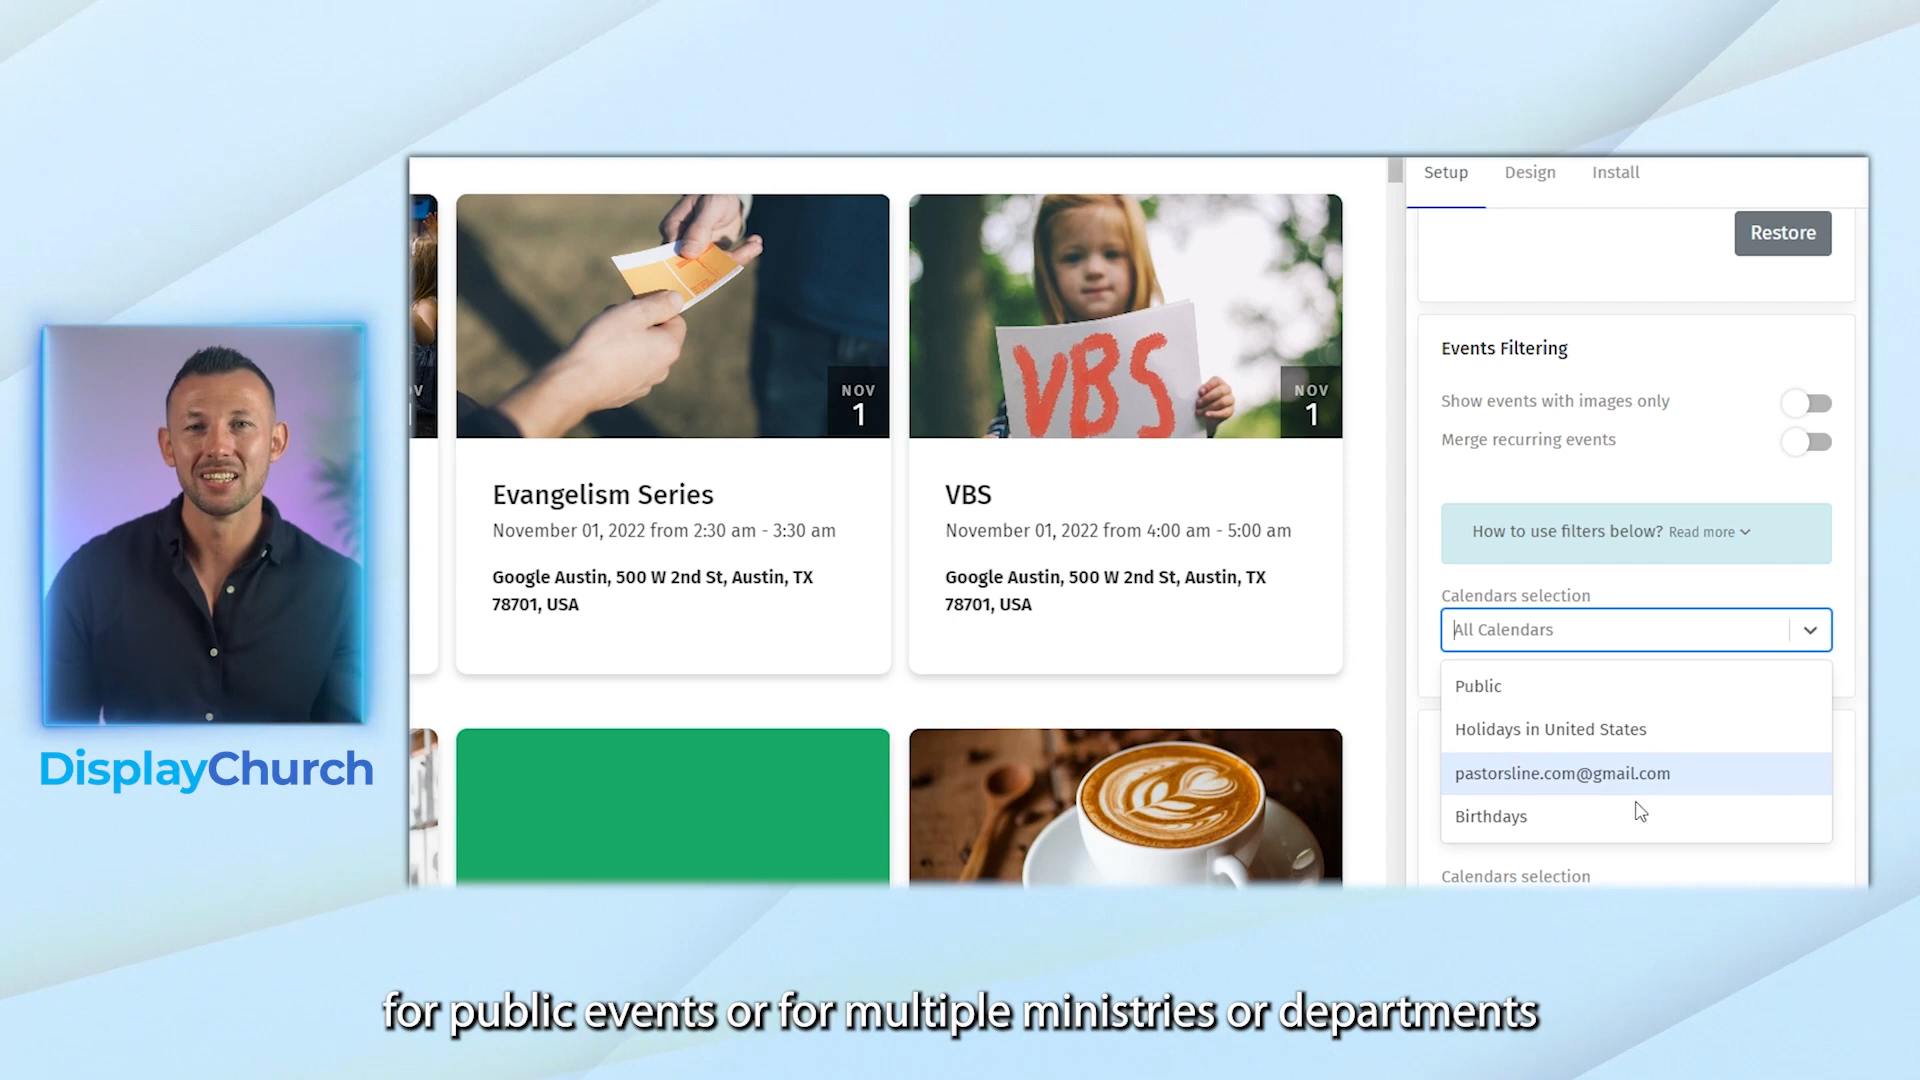 Setup Design Install
Restore
NOV
1
VBS
NOV
1
Evangelism Series
November 01, 2022 from 2:30 am - 3:30 am
Google Austin, 500 W 2nd St, Austin, TX
78701, USA
VBS
November 01, 2022 from 4:00 am - 5:00 am
Google Austin, 500 W 2nd St, Austin, TX
78701, USA
Events Filtering
Show events with images only
Merge recurring events
How to use filters below? Read more
Calendars selection
All Calendars
Public
Holidays in United States
pastorsline.com@gmail.com
Birthdays
Calendars selection
DisplayChurch
for public events or for multiple ministries or departments